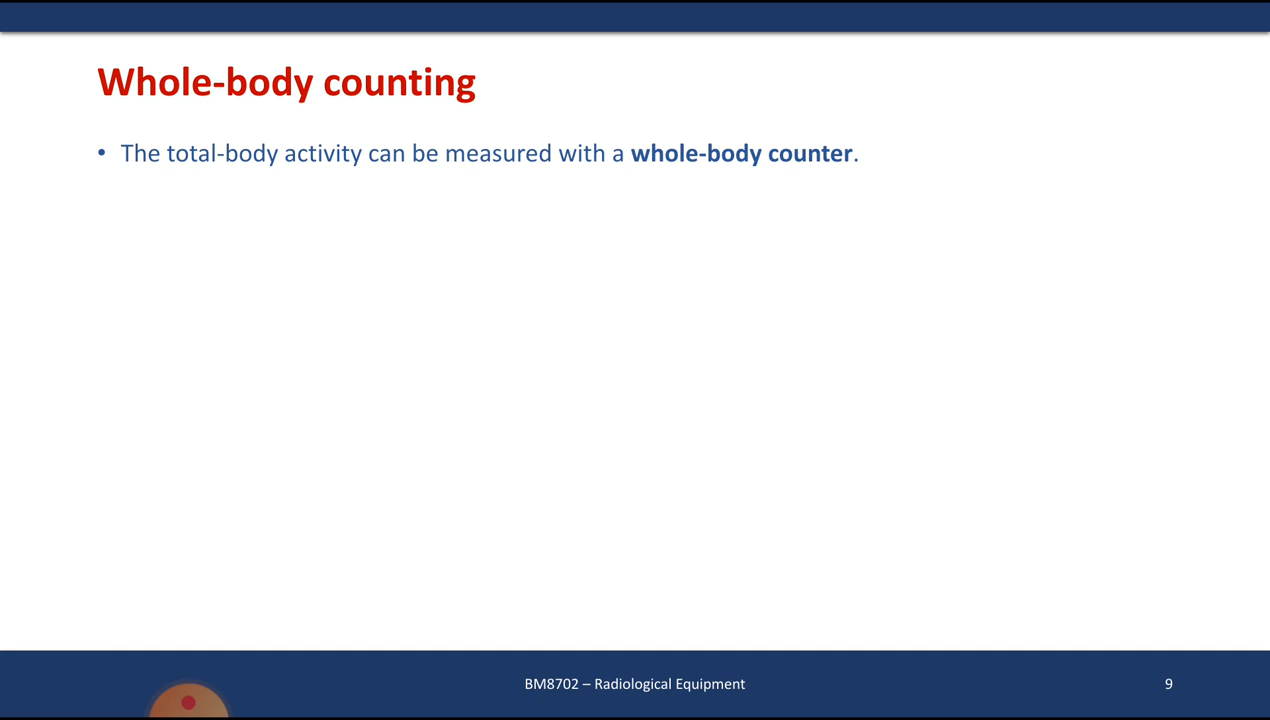 Whole-body counting
• The total-body activity can be measured with a whole-body counter.
BM8702 – Radiological Equipment
9